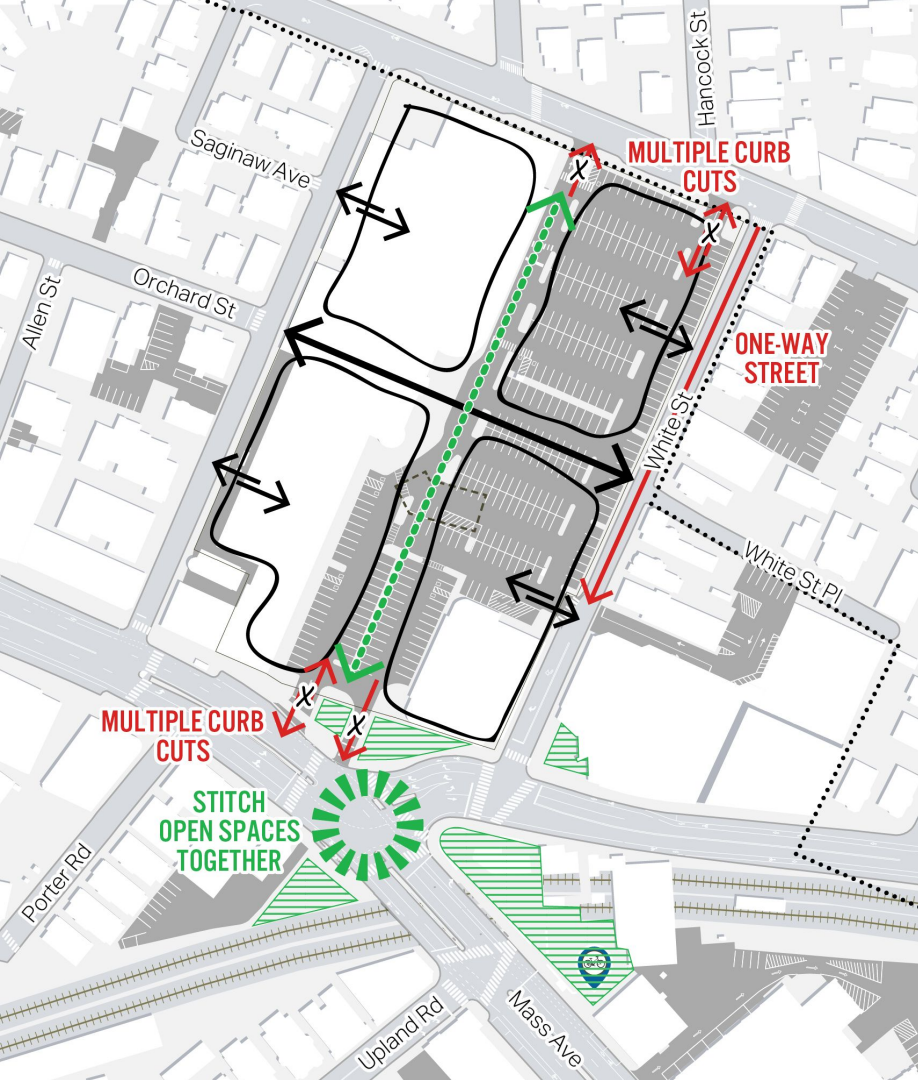 Hancock St
MULTIPLE CURB
CUTS
X
X
Saginaw Ave
Orchard St
Allen St
ONE-WAY
STREET
White St
White St Pl
X
X
MULTIPLE CURB
CUTS
STITCH
OPEN SPACES
TOGETHER
Porter Rd
Upland Rd
Mass Ave